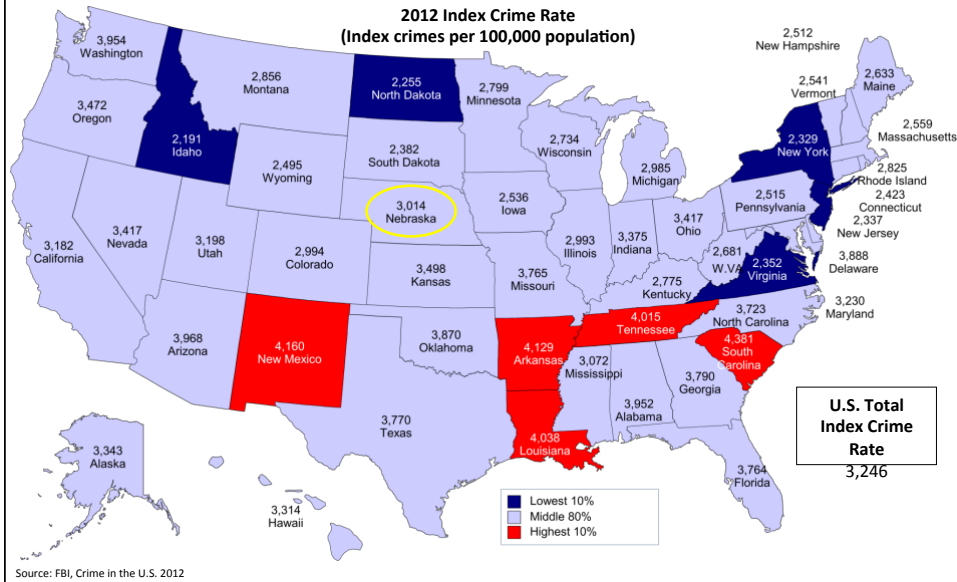 2012 Index Crime Rate
(Index crimes per 100,000 population)
3,954
Washington
3,472
Oregon
2,191
Idaho
2,856
Montana
2,255
North Dakota
2,799
Minnesota
2,382
South Dakota
2,495
Wyoming
3,014
Nebraska
2,734
Wisconsin
2,985
Michigan
2,536
Iowa
3,182
California
3,417
Nevada
3,198
Utah
2,994
Colorado
3,498
Kansas
3,765
Missouri
2,993
Illinois
3,375
Indiana
3,417
Ohio
2,681
W.VA
2,352
Virginia
2,775
Kentucky
2,515
Pennsylvania
2,329
New York
2,512
New Hampshire
2,541
Vermont
2,633
Maine
2,559
Massachusetts
2,825
Rhode Island
2,423
Connecticut
2,337
New Jersey
3,888
Delaware
3,230
Maryland
3,968
Arizona
4,160
New Mexico
3,870
Oklahoma
4,129
Arkansas
4,015
Tennessee
3,723
North Carolina
4,381
South
Carolina
3,072
Mississippi
3,952
Alabama
3,790
Georgia
3,770
Texas
4,038
Louisiana
3,764
Florida
3,343
Alaska
3,314
Hawaii
U.S. Total
Index Crime
Rate
3,246
Lowest 10%
Middle 80%
Highest 10%
Source: FBI, Crime in the U.S. 2012